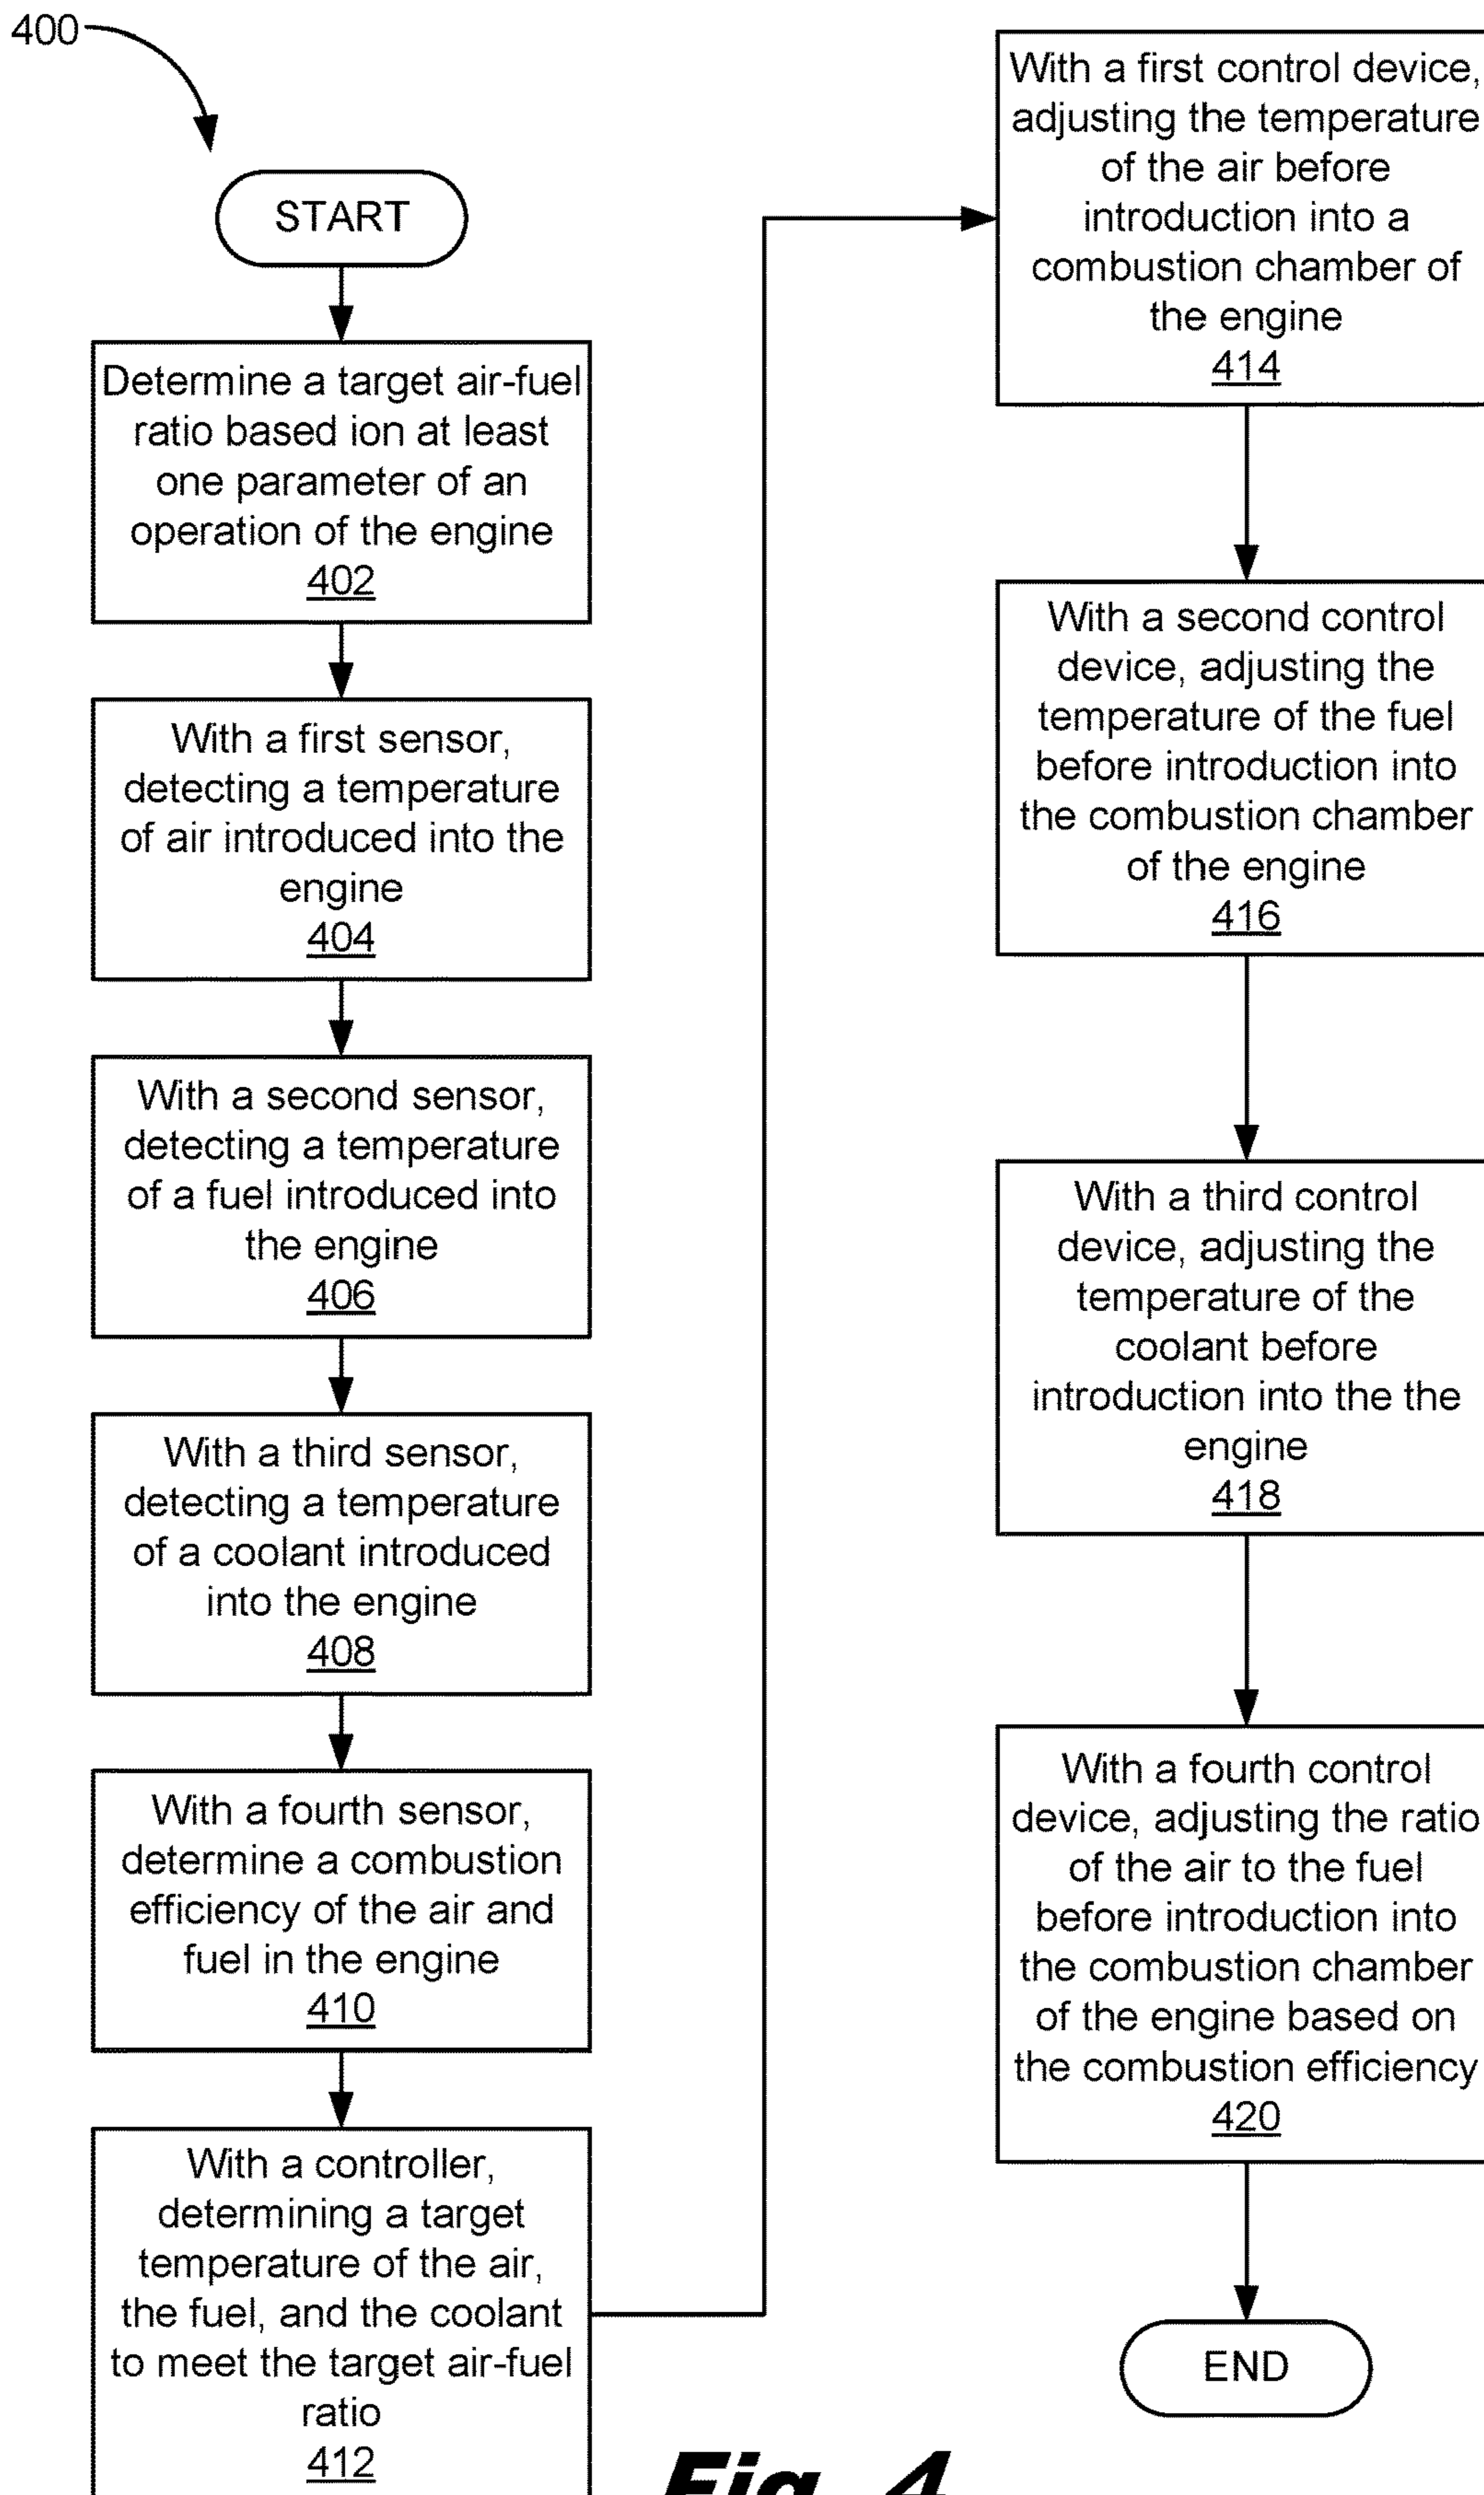 400
START
Determine a target air-fuel
ratio based ion at least
one parameter of an
operation of the engine
402
With a first sensor,
detecting a temperature
of air introduced into the
engine
404
With a second sensor,
detecting a temperature
of a fuel introduced into
the engine
406
With a third sensor,
detecting a temperature
of a coolant introduced
into the engine
408
With a fourth sensor,
determine a combustion
efficiency of the air and
fuel in the engine
410
With a controller,
determining a target
temperature of the air,
the fuel, and the coolant
to meet the target air-fuel
ratio
412
With a first control device,
adjusting the temperature
of the air before
introduction into a
combustion chamber of
the engine
414
With a second control
device, adjusting the
temperature of the fuel
before introduction into
the combustion chamber
of the engine
416
With a third control
device, adjusting the
temperature of the
coolant before
introduction into the the
engine
418
With a fourth control
device, adjusting the ratio
of the air to the fuel
before introduction into
the combustion chamber
of the engine based on
the combustion efficiency
420
END
Fig. 4